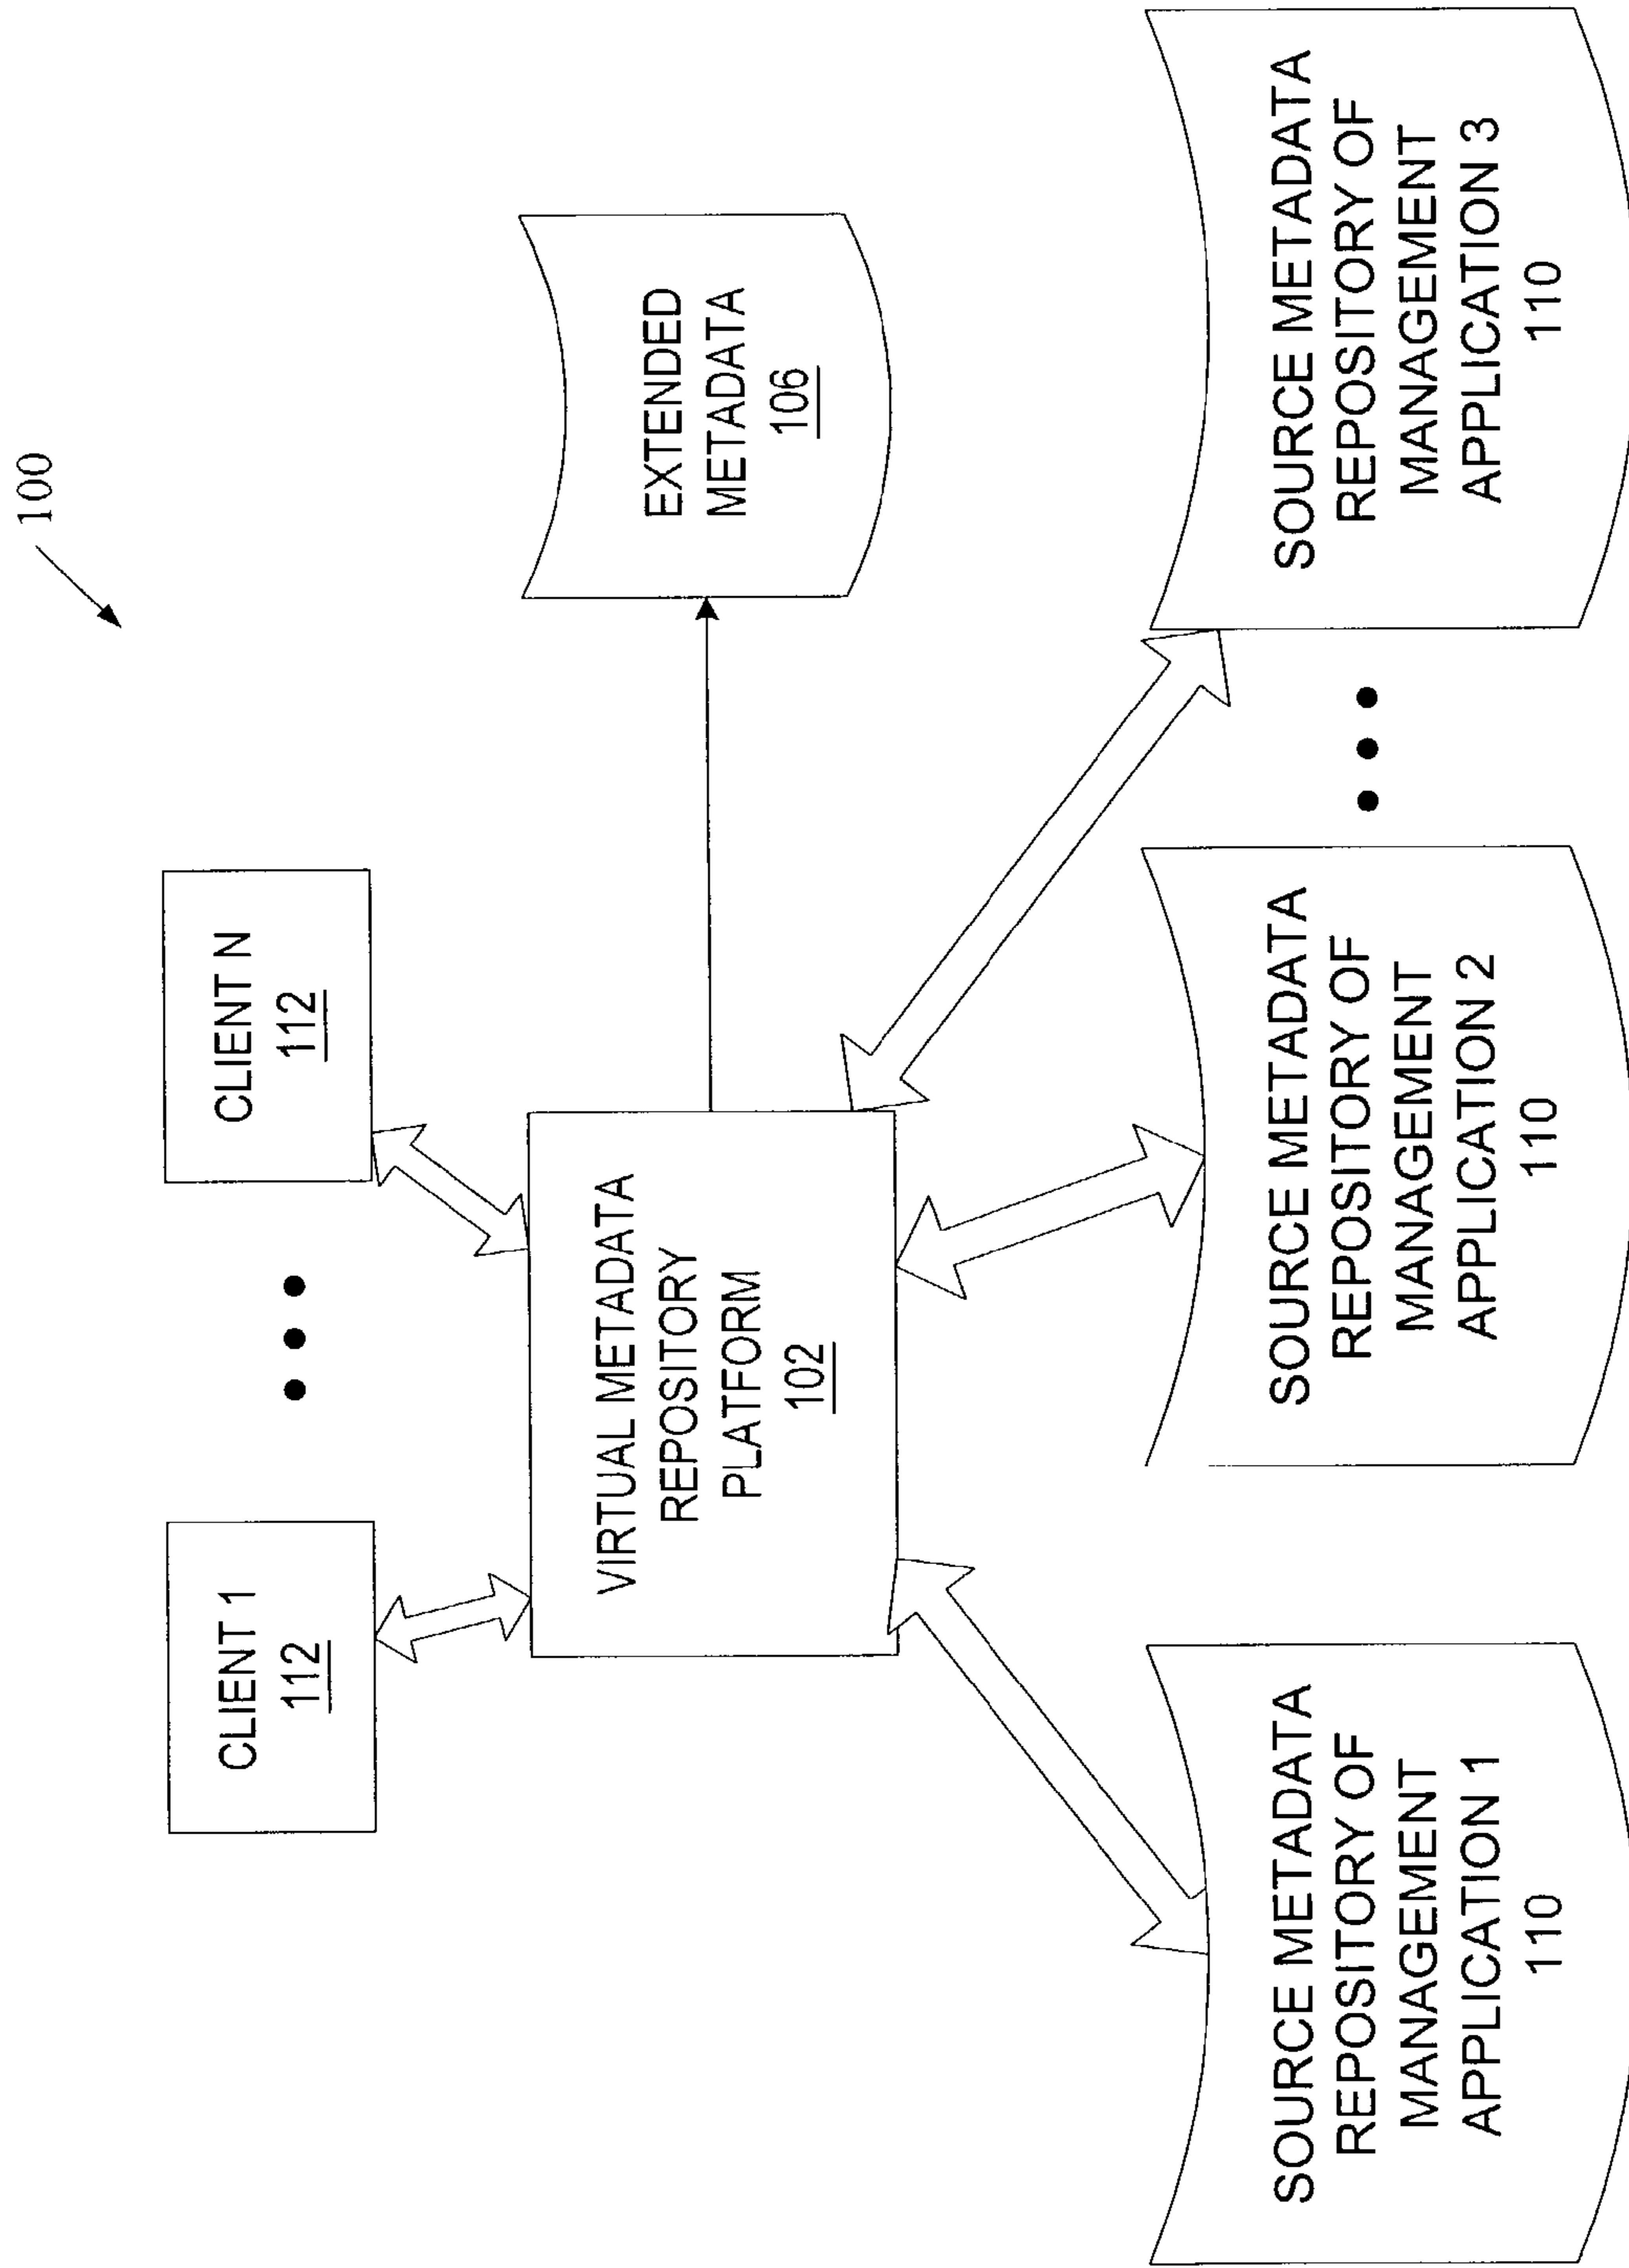 100
CLIENT 1
112
CLIENT N
112
VIRTUAL METADATA
REPOSITORY
PLATFORM
102
EXTENDED
METADATA
106
SOURCE METADATA
REPOSITORY OF
MANAGEMENT
APPLICATION 1
110
SOURCE METADATA
REPOSITORY OF
MANAGEMENT
APPLICATION 2
110
SOURCE METADATA
REPOSITORY OF
MANAGEMENT
APPLICATION 3
110